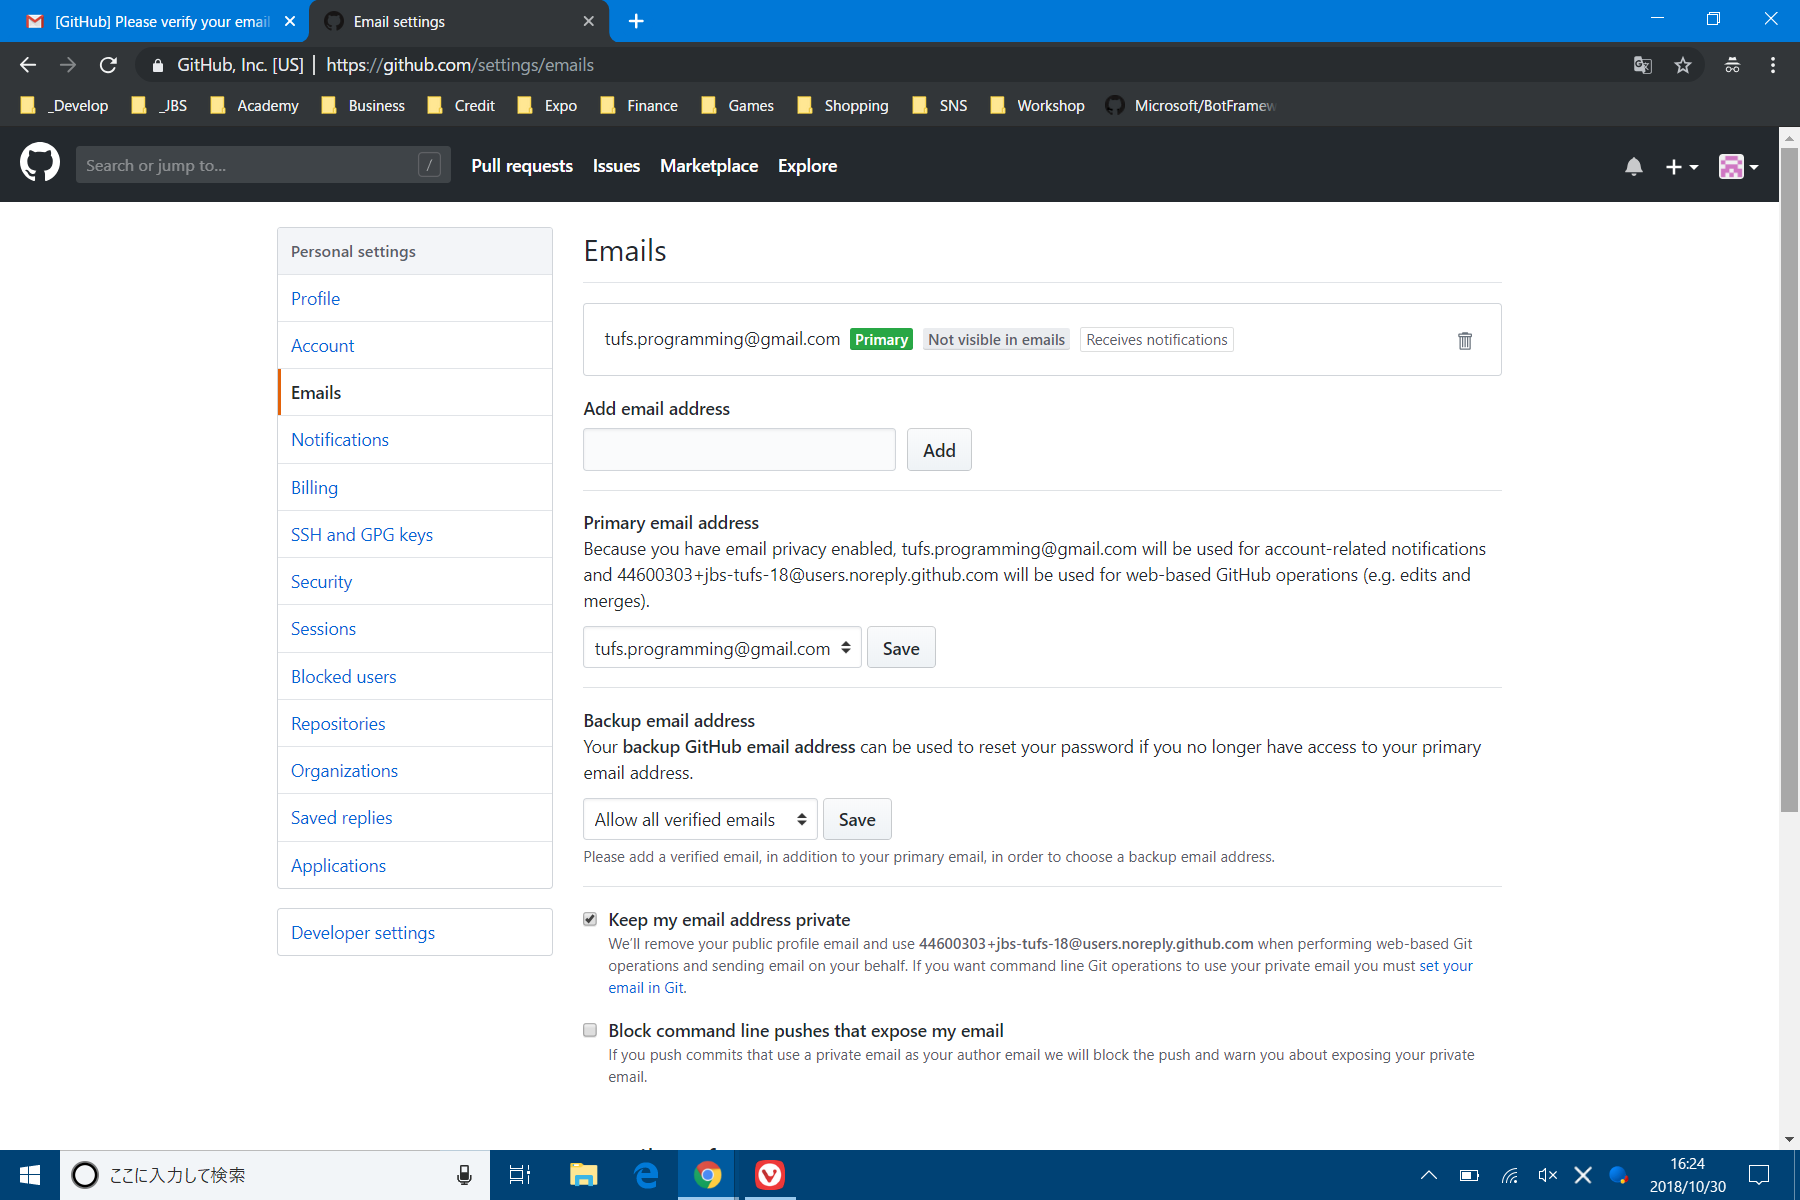 [GitHub] Please verify your email
Email settings
GitHub, Inc. [US] | https://github.com/settings/emails
_Develop
_JBS
Academy
Business
Credit
Expo
Finance
Games
Shopping
SNS
Workshop
Microsoft/BotFramew
Search or jump to...
/
Pull requests
Issues
Marketplace
Explore
Personal settings
Profile
Account
Emails
Notifications
Billing
SSH and GPG keys
Security
Sessions
Blocked users
Repositories
Organizations
Saved replies
Applications
Developer settings
Emails
tufs.programming@gmail.com Primary Not visible in emails Receives notifications
Add email address
Add
Primary email address
Because you have email privacy enabled, tufs.programming@gmail.com will be used for account-related notifications
and 44600303+jbs-tufs-18@users.noreply.github.com will be used for web-based GitHub operations (e.g. edits and
merges).
tufs.programming@gmail.com
Save
Backup email address
Your backup GitHub email address can be used to reset your password if you no longer have access to your primary
email address.
Allow all verified emails
Save
Please add a verified email, in addition to your primary email, in order to choose a backup email address.
Keep my email address private
We'll remove your public profile email and use 44600303+jbs-tufs-18@users.noreply.github.com when performing web-based Git
operations and sending email on your behalf. If you want command line Git operations to use your private email you must set your
email in Git.
Block command line pushes that expose my email
If you push commits that use a private email as your author email we will block the push and warn you about exposing your private
email.
ここに入力して検索
16:24
2018/10/30